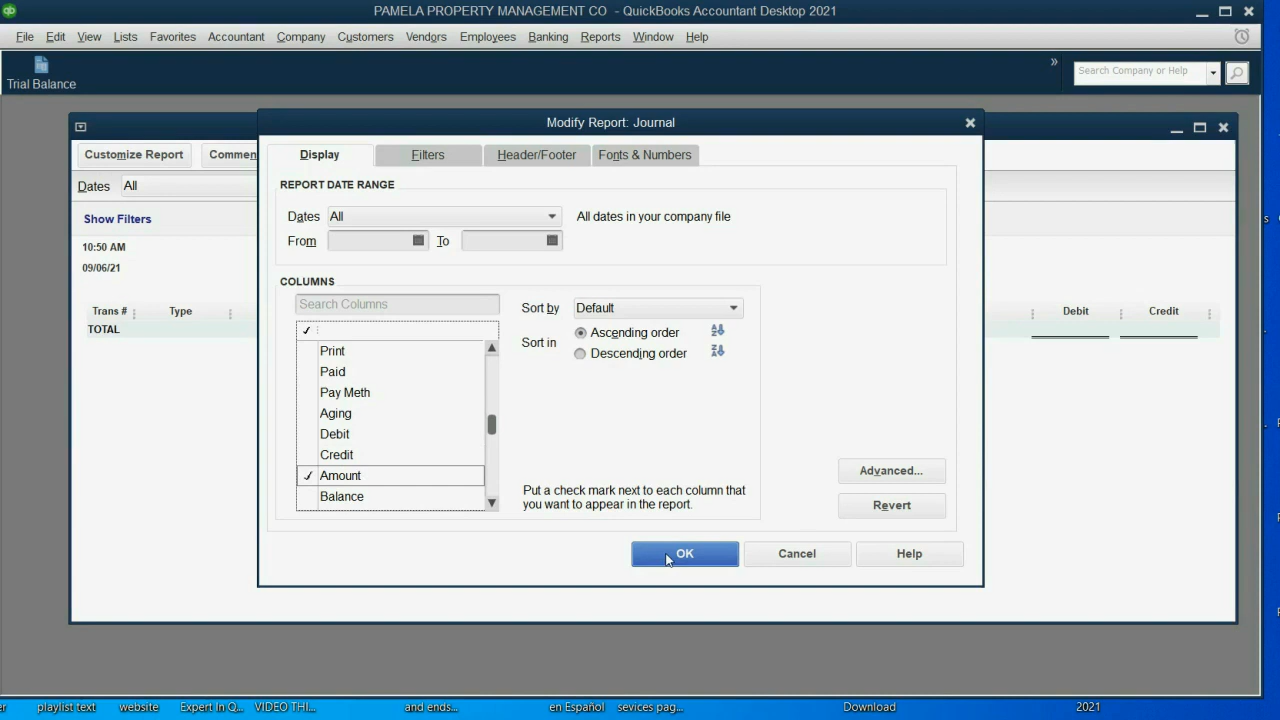 PAMELA PROPERTY MANAGEMENT CO - QuickBooks Accountant Desktop 2021
File Edit View Lists Favorites Accountant Company Customers Vendors Employees Banking Reports Window Help
Trial Balance
»
Search Company or Help
Modify Report: Journal
Customize Report
Commen
Display
Filters
Header/Footer
Fonts & Numbers
Dates All
REPORT DATE RANGE
Dates All
All dates in your company file
From
To
Show Filters
10:50 AM
09/06/21
COLUMNS
Search Columns
Sort by Default
Sort in
Ascending order
Descending order
Trans #
Type
Debit
Credit
TOTAL
Print
Paid
Pay Meth
Aging
Debit
Credit
Amount
Balance
Put a check mark next to each column that
you want to appear in the report.
Advanced...
Revert
OK
Cancel
Help
er
playlist text
website
Expert In Q...
VIDEO THI...
and ends...
en Español
sevices pag...
Download
2021